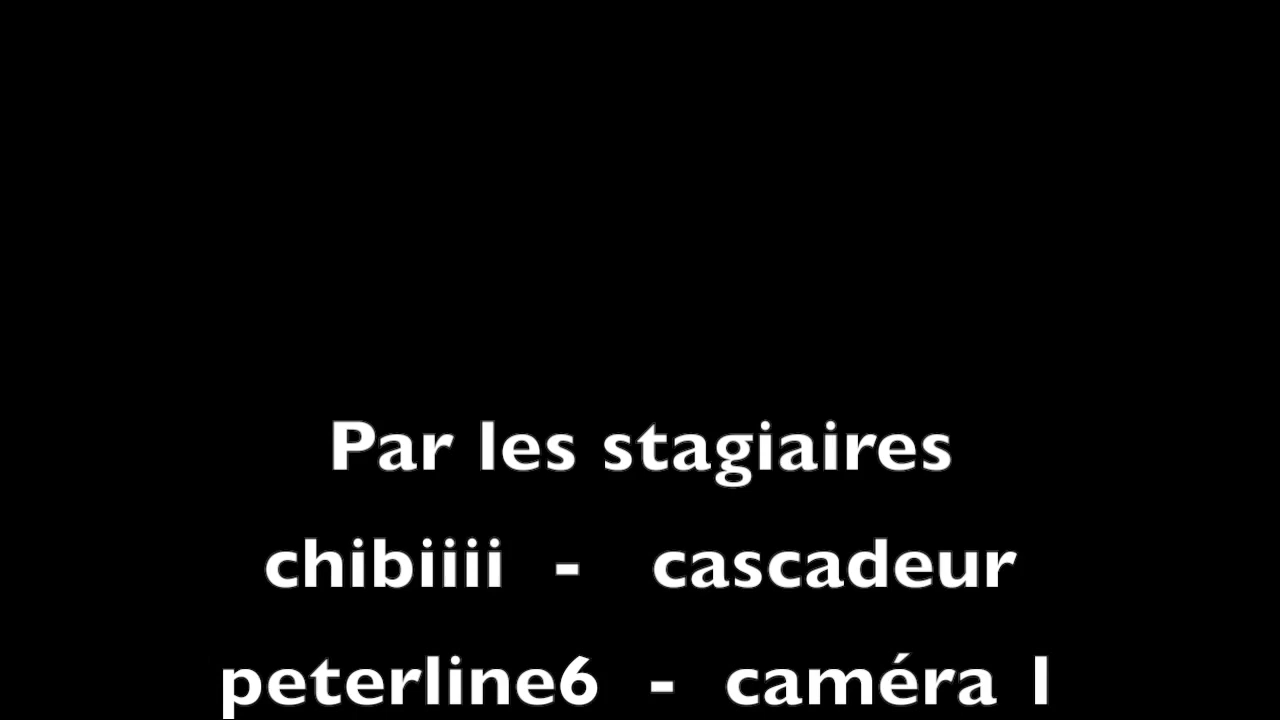 Par les stagiaires
chibiiii - cascadeur
peterline6 - caméra 1